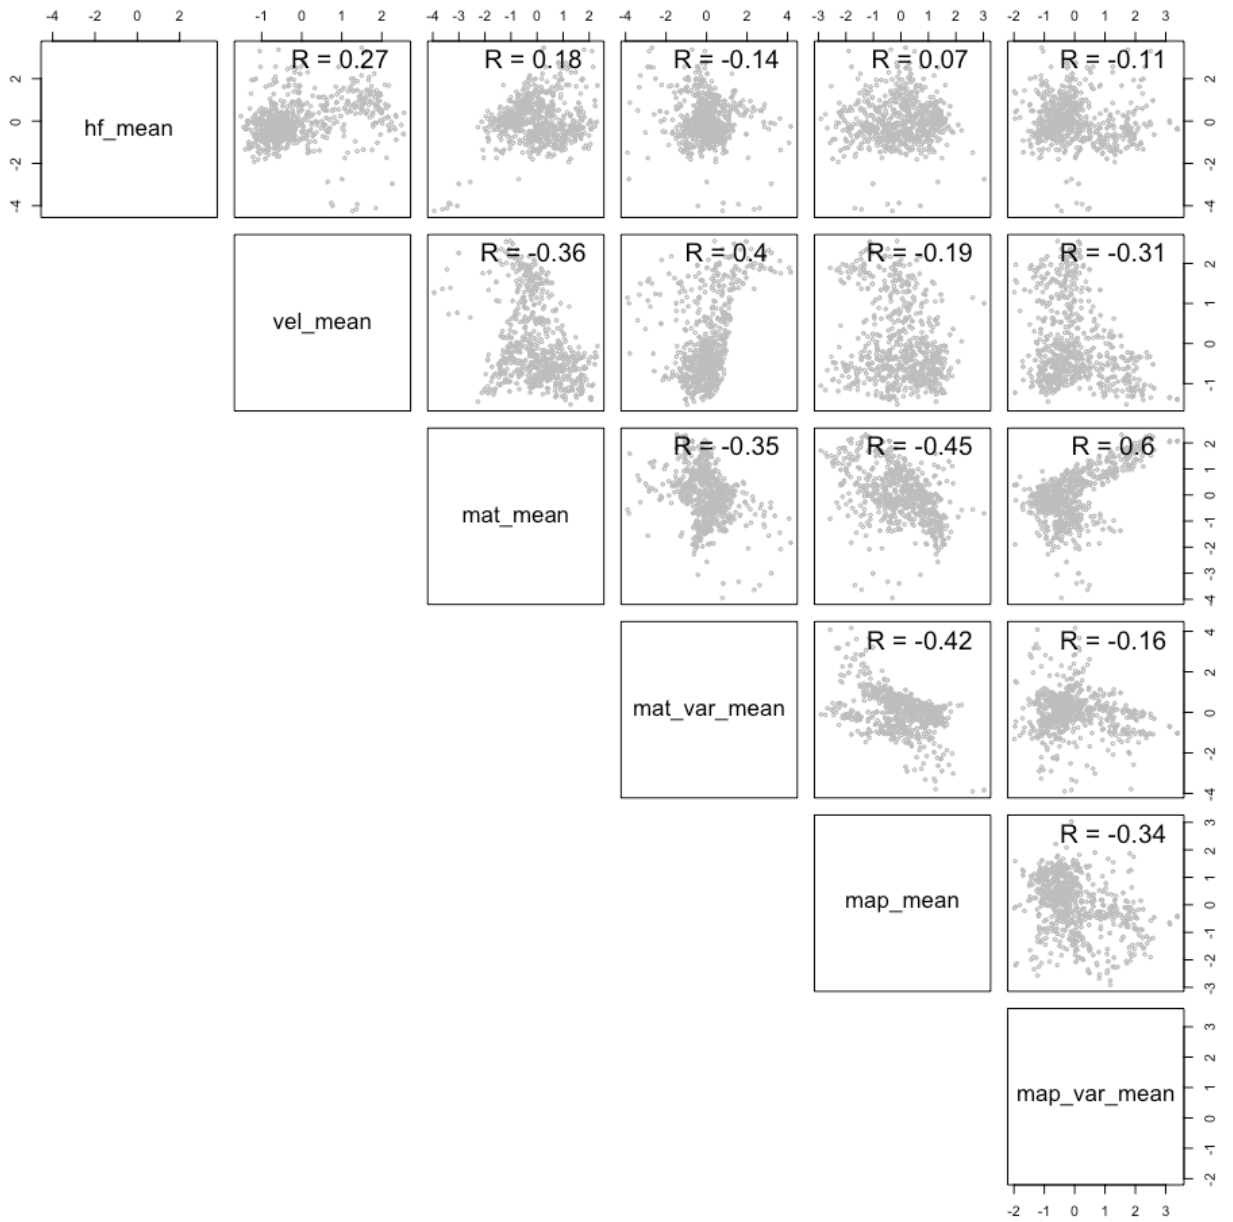 -4 -2 0 2 -1 0 1 2 -4 -3 -2 -1 0 1 2 -4 -2 0 2 4 -3 -2 -1 0 1 2 3 -2 -1 0 1 2 3
hf_mean R = 0.27 R = 0.18 R = -0.14 R = 0.07 R = -0.11
2 0 -2 -4
2 0 -2 -4
vel_mean R = -0.36 R = 0.4 R = -0.19 R = -0.31
2 1 0 -1
mat_mean R = -0.35 R = -0.45 R = 0.6
2 1 0 -1 -2 -3 -4
mat_var_mean R = -0.42 R = -0.16
4 2 0 -2 -4
map_mean R = -0.34
3 2 1 0 -1 -2 -3
map_var_mean
3 2 1 0 -1 -2
-2 -1 0 1 2 3